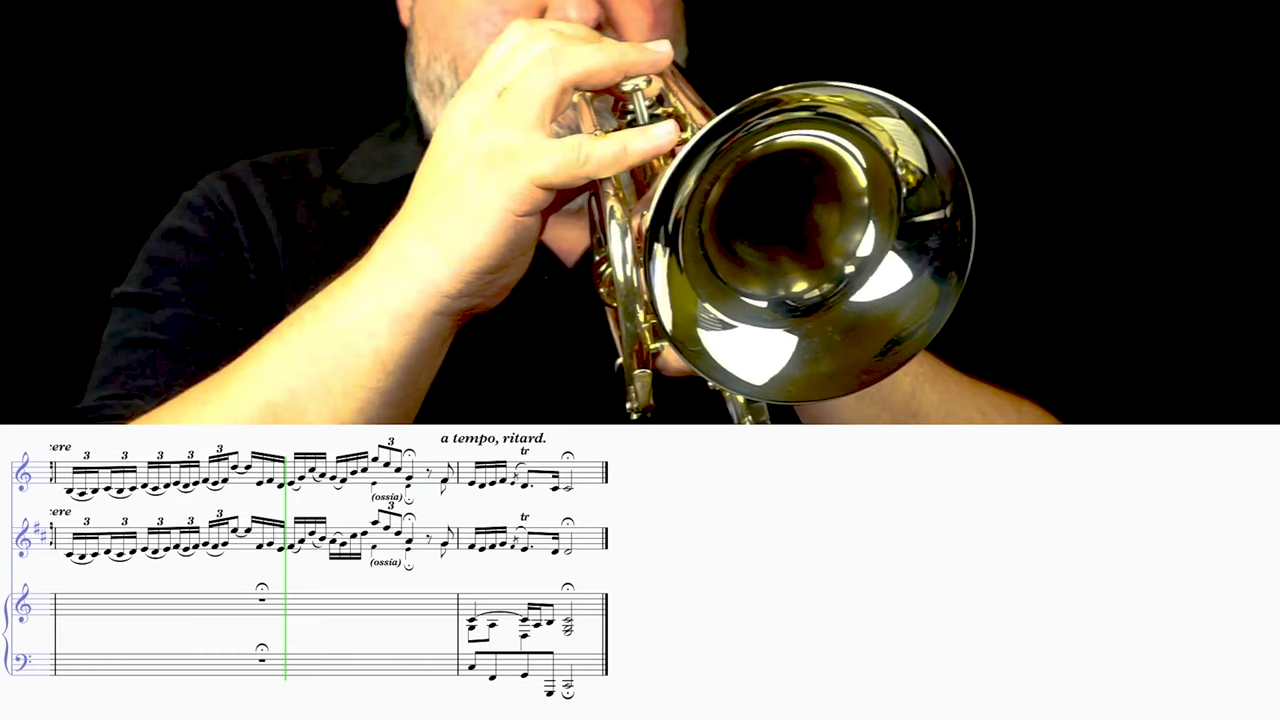 ere
a tempo, ritard.
3 3 3 3 3 3
tr
(ossia)
ere
3 3 3 3 3 3
tr
(ossia)